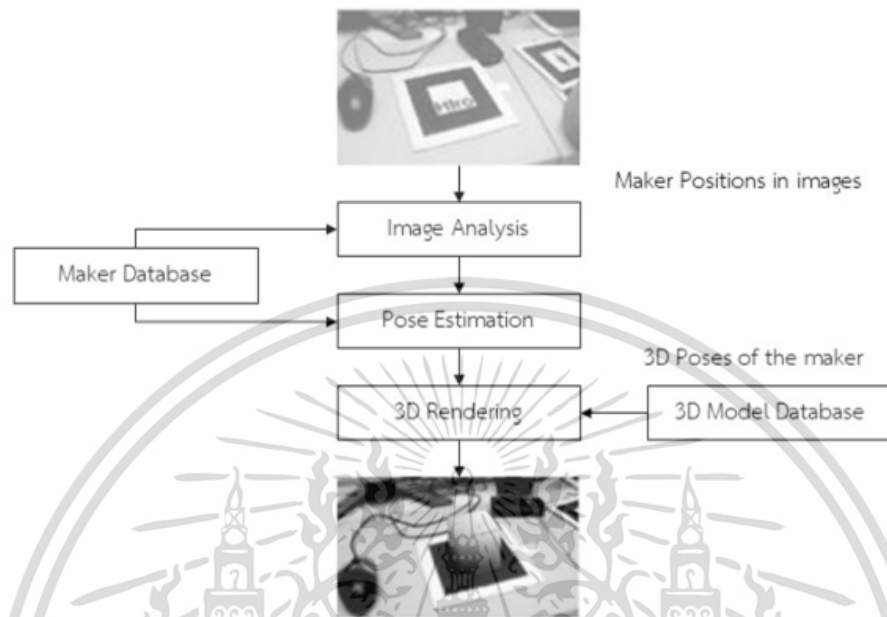 Hiro
Maker Positions in images
Image Analysis
Maker Database
Pose Estimation
3D Poses of the maker
3D Rendering
3D Model Database